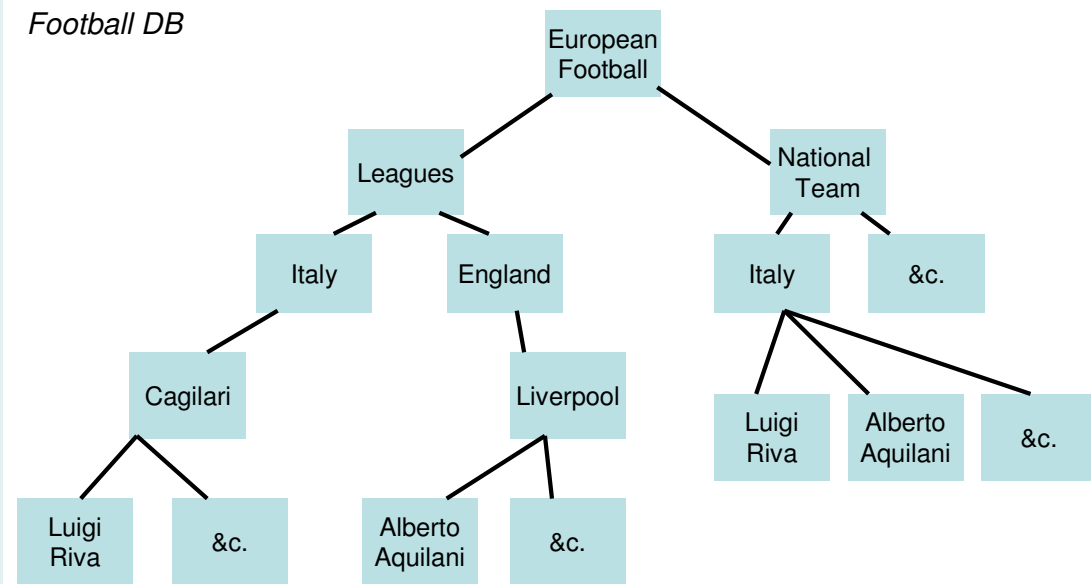 Football DB
European
Football
Leagues
National
Team
Italy
England
Italy
&c.
Cagilari
Liverpool
Luigi
Riva
Alberto
Aquilani
&c.
Luigi
Riva
&c.
Alberto
Aquilani
&c.